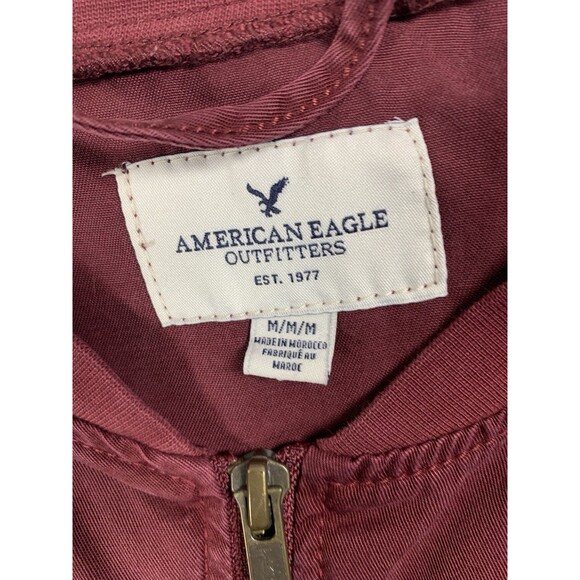 AMERICAN EAGLE
OUTFITTERS
EST. 1977
M/M/M
MADE IN MOROCCO
FABRIQUÉ AU
MAROC